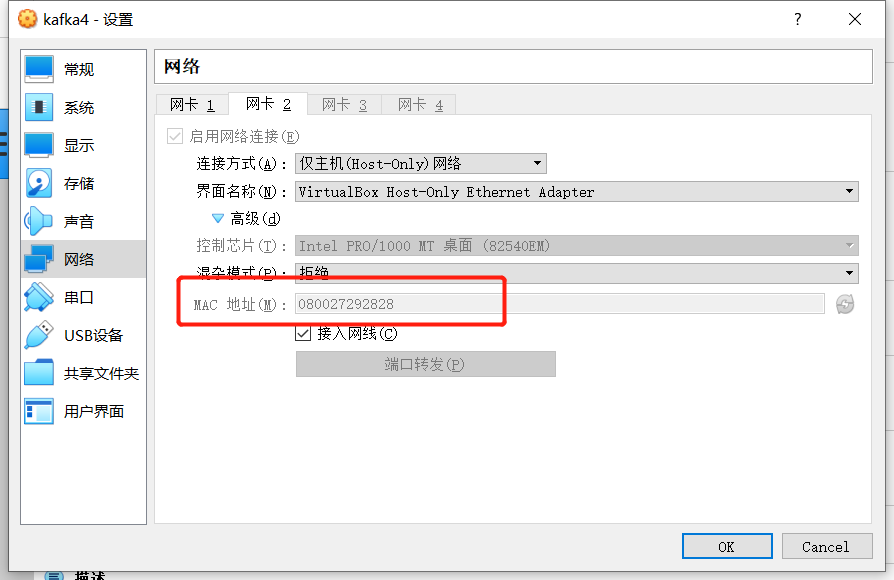 kafka4 - 设置
?
常规
系统
显示
存储
声音
网络
串口
USB设备
共享文件夹
用户界面
网络
网卡 1
网卡 2
网卡 3
网卡 4
启用网络连接(E)
连接方式(A): 仅主机(Host-Only)网络
界面名称(N): VirtualBox Host-Only Ethernet Adapter
高级(d)
控制芯片(T): Intel PRO/1000 MT 桌面 (82540EM)
混杂模式(P): 拒绝
MAC 地址(M): 080027292828
接入网线(C)
端口转发(P)
OK
Cancel
描述